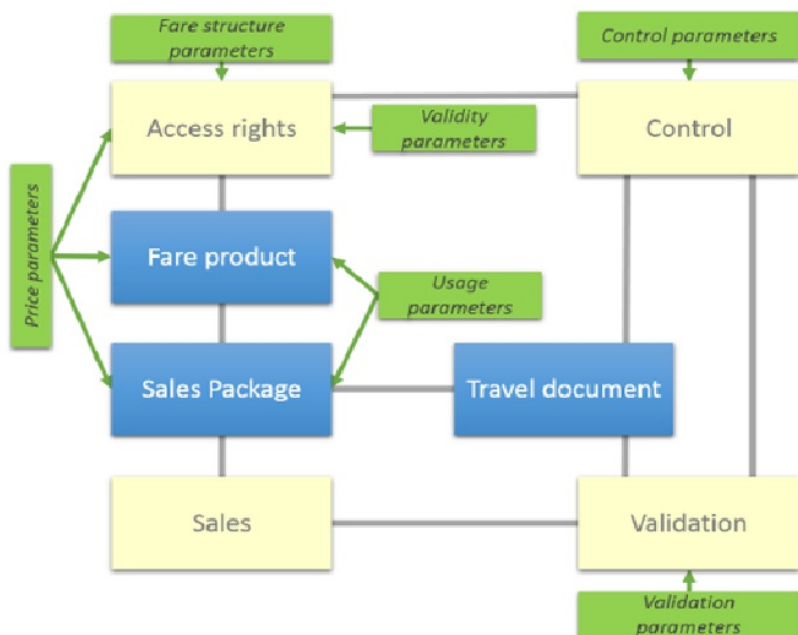 Fare structure
parameters
Control parameters
Access rights
Validity
parameters
Control
Price parameters
Fare product
Usage
parameters
Sales Package
Travel document
Sales
Validation
Validation
parameters